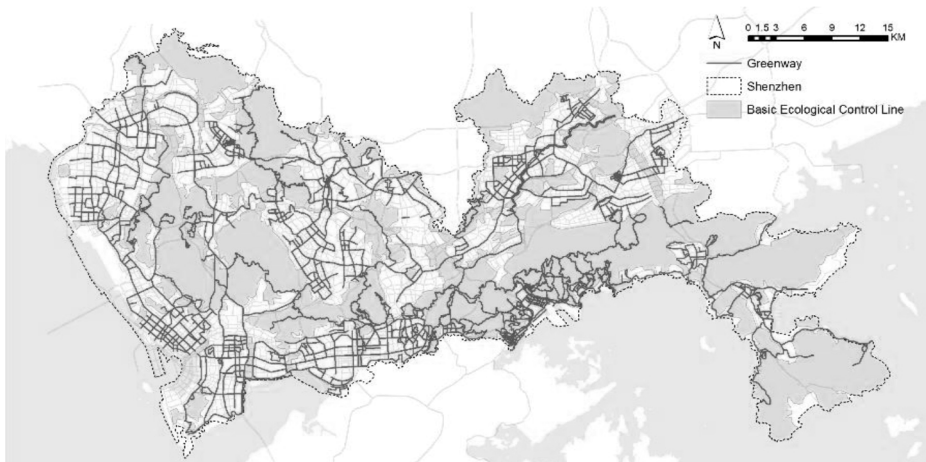 0 1.5 3 6 9 12 15
KM
N
Greenway
Shenzhen
Basic Ecological Control Line